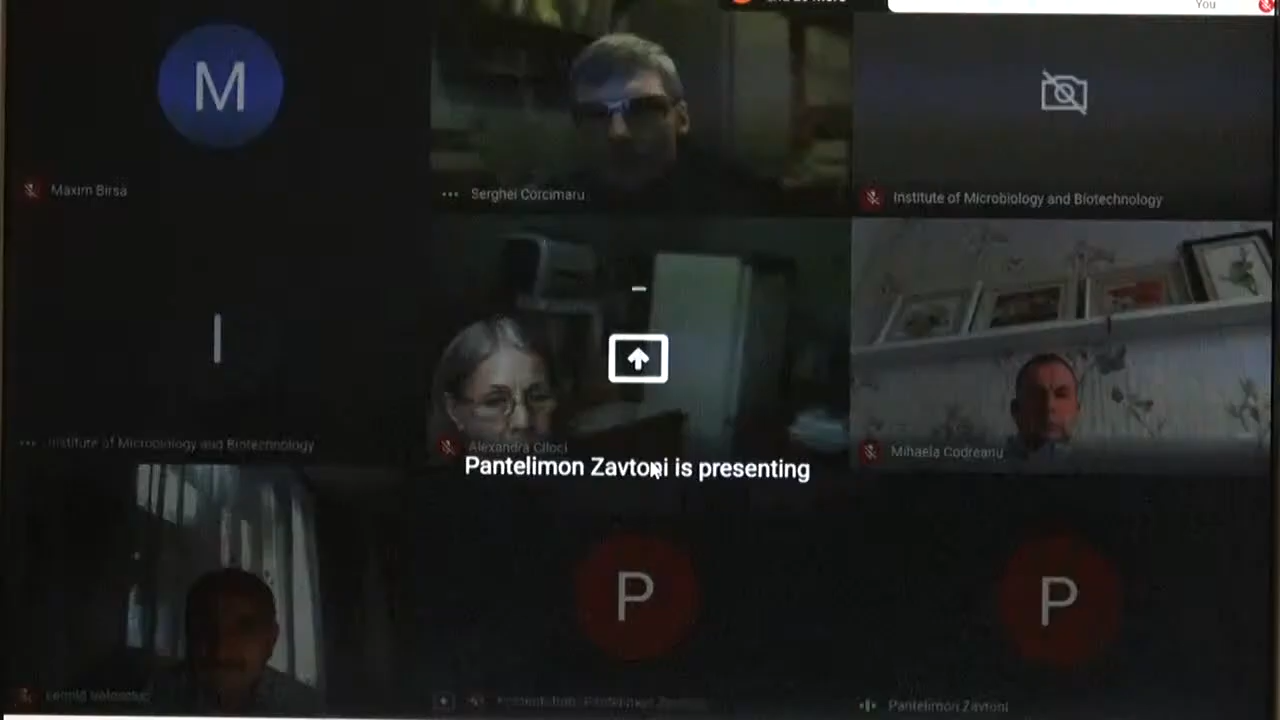 You
M
Maxim Birsa
Serghei Corcimaru
Institute of Microbiology and Biotechnology
I
Institute of Microbiology and Biotechnology
Alexandra Ciloci
Mihaela Codreanu
Pantelimon Zavtoni is presenting
P
P
Pantelimon Zavtoni